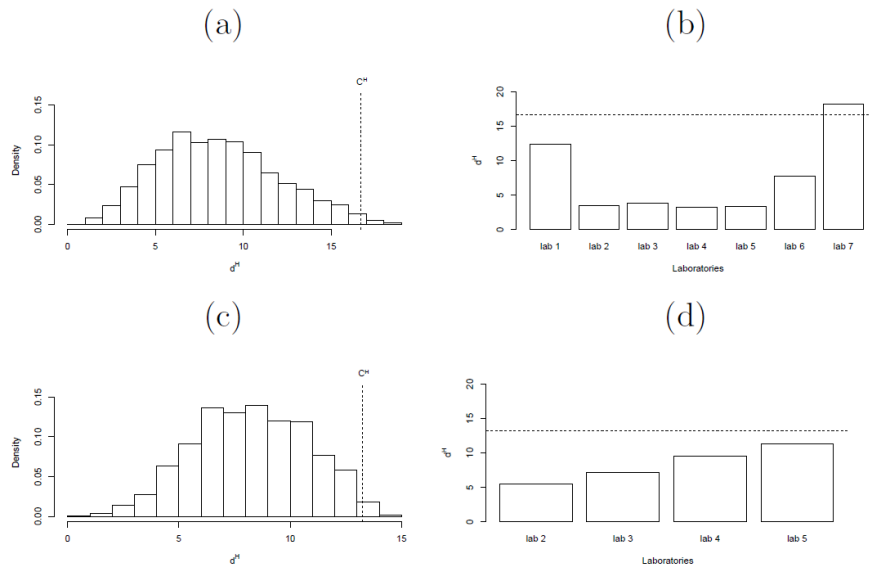 (a)
(b)
C^H
Density
0.00
0.05
0.10
0.15
0
5
10
d^H
d^H
0
5
10
15
20
lab 1
lab 2
lab 3
lab 4
lab 5
lab 6
lab 7
Laboratories
(c)
(d)
C^H
Density
0.00
0.05
0.10
0.15
0
5
10
15
d^H
d^H
0
5
10
15
20
lab 2
lab 3
lab 4
lab 5
Laboratories